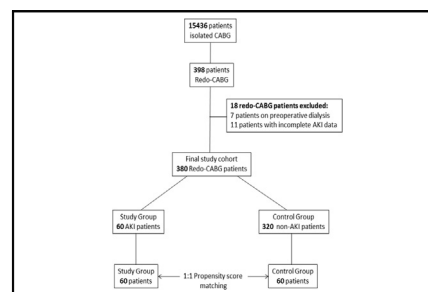 15436 patients
isolated CABG
398 patients
Redo-CABG
18 redo-CABG patients excluded:
7 patients on preoperative dialysis
11 patients with incomplete AKI data
Final study cohort
380 Redo-CABG patients
Study Group
60 AKI patients
Control Group
320 non-AKI patients
Study Group
60 patients
1:1 Propensity score
matching
Control Group
60 patients